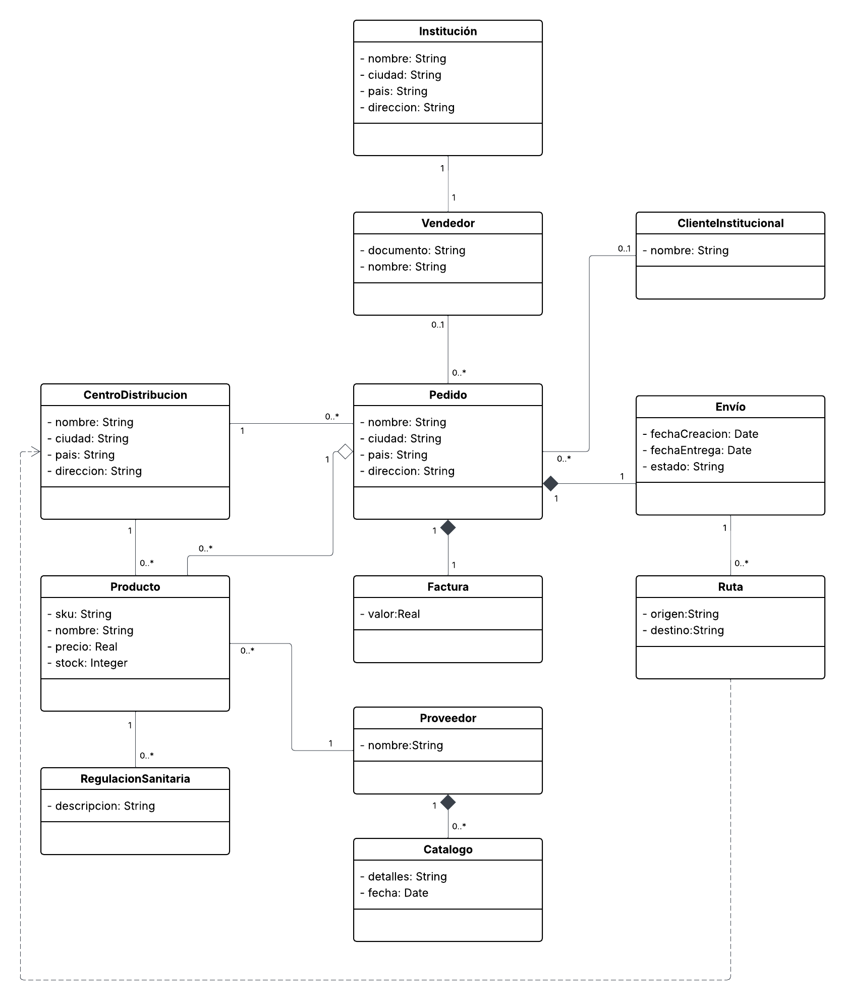 Institución
- nombre: String
- ciudad: String
- pais: String
- direccion: String
1
1
Vendedor
- documento: String
- nombre: String
0..1
0..*
ClienteInstitucional
- nombre: String
0..1
0..*
CentroDistribucion
- nombre: String
- ciudad: String
- pais: String
- direccion: String
1
0..*
Pedido
- nombre: String
- ciudad: String
- pais: String
- direccion: String
1
0..*
Envío
- fechaCreacion: Date
- fechaEntrega: Date
- estado: String
1
1
1
0..*
1
1
1
0..*
Producto
- sku: String
- nombre: String
- precio: Real
- stock: Integer
Factura
- valor:Real
Ruta
- origen:String
- destino:String
0..*
1
1
0..*
Proveedor
- nombre:String
RegulacionSanitaria
- descripcion: String
1
0..*
Catalogo
- detalles: String
- fecha: Date